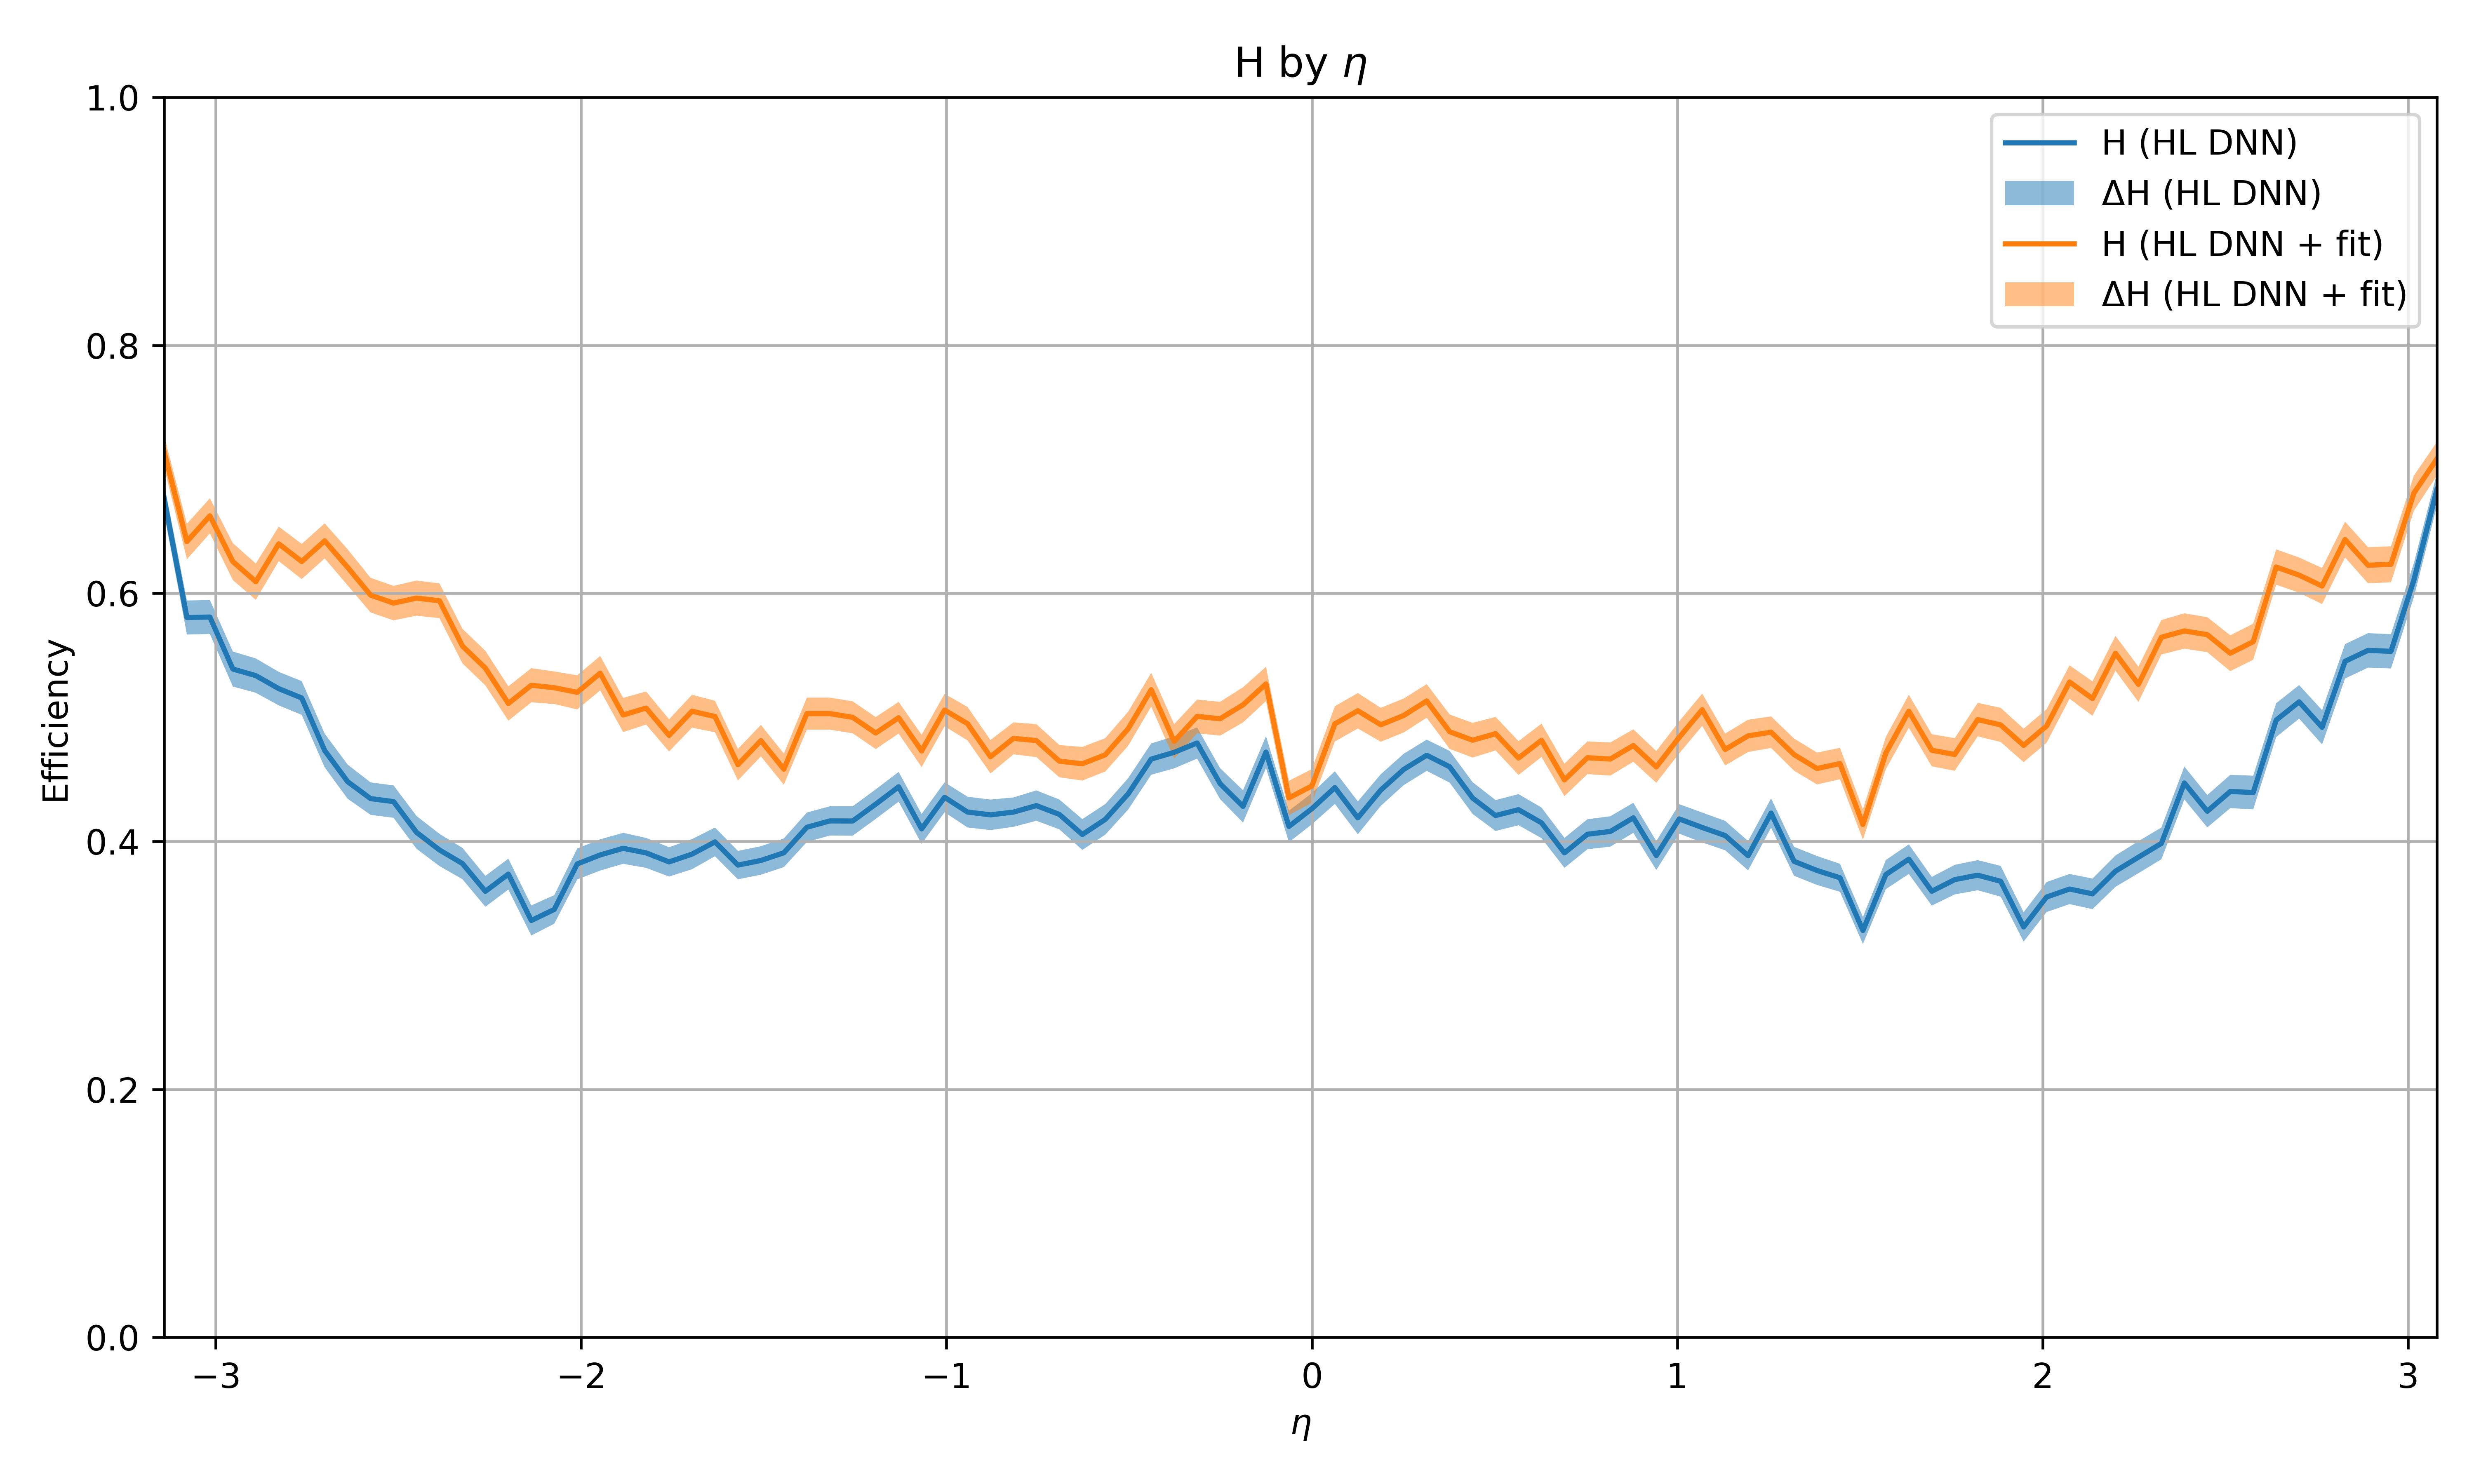 H by η
1.0
0.8
0.6
0.4
0.2
0.0
Efficiency
H (HL DNN)
ΔH (HL DNN)
H (HL DNN + fit)
ΔH (HL DNN + fit)
−3 −2 −1 0 1 2 3
η